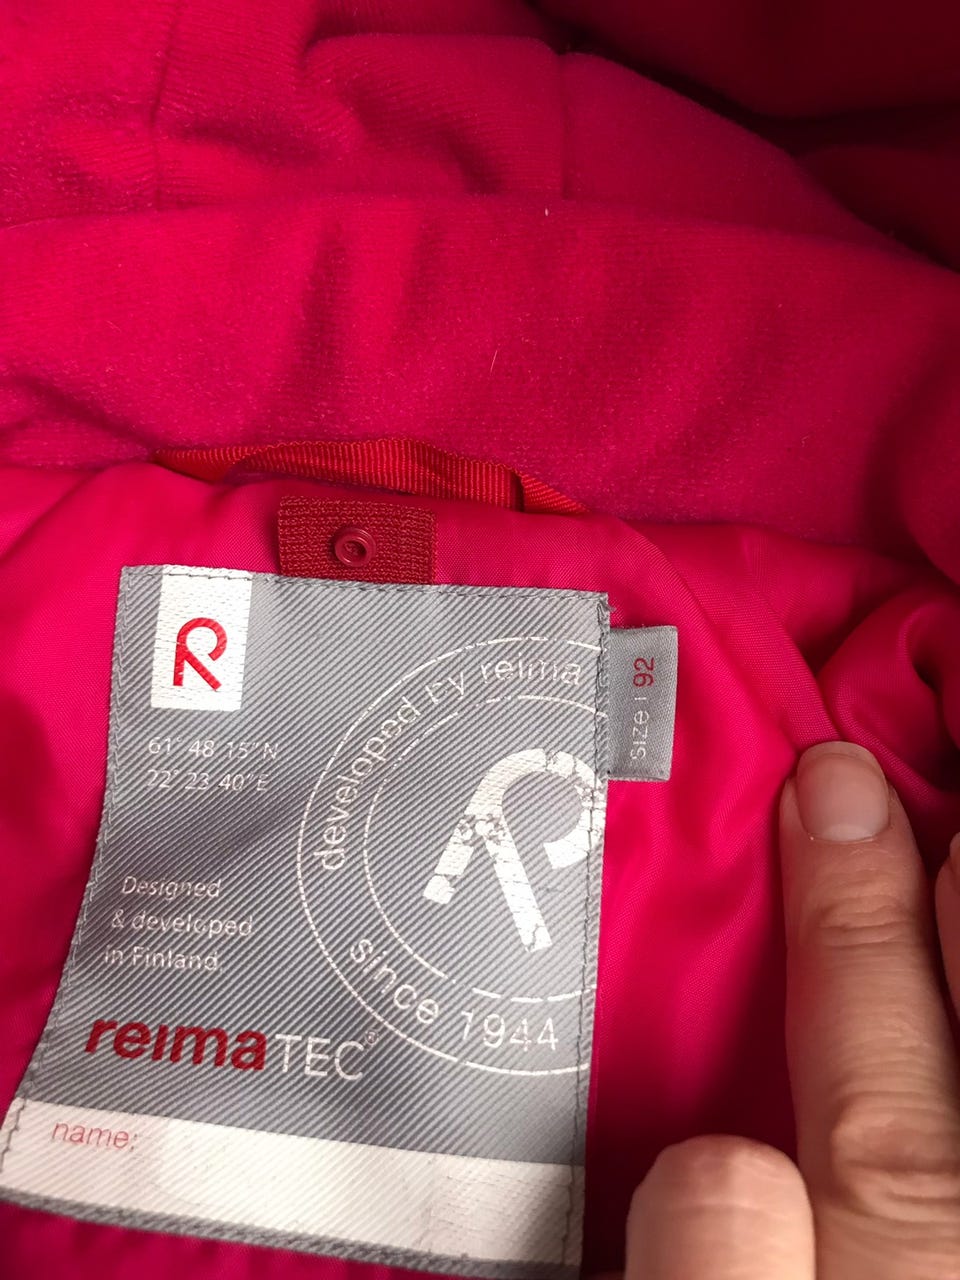 R
61° 48' 15" N
22° 23' 40" E
Designed
& developed
in Finland
developed by reima
since 1944
R
reimaTEC®
name:
size | 92